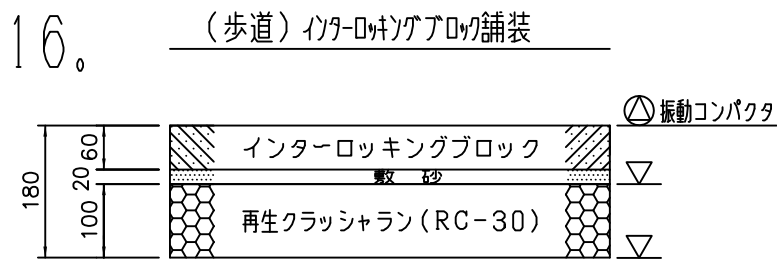 16。
(歩道)インターロッキングブロック舗装
振動コンパクタ
60
インターロッキングブロック
180
20
敷 砂
100
再生クラッシャラン(RC-30)